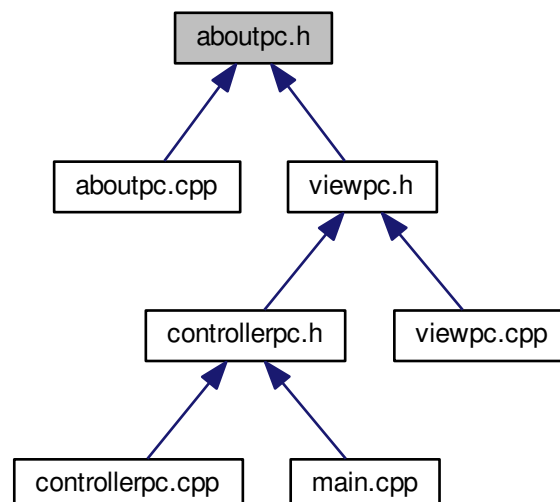 aboutpc.h
aboutpc.cpp
viewpc.h
controllerpc.h
viewpc.cpp
controllerpc.cpp
main.cpp